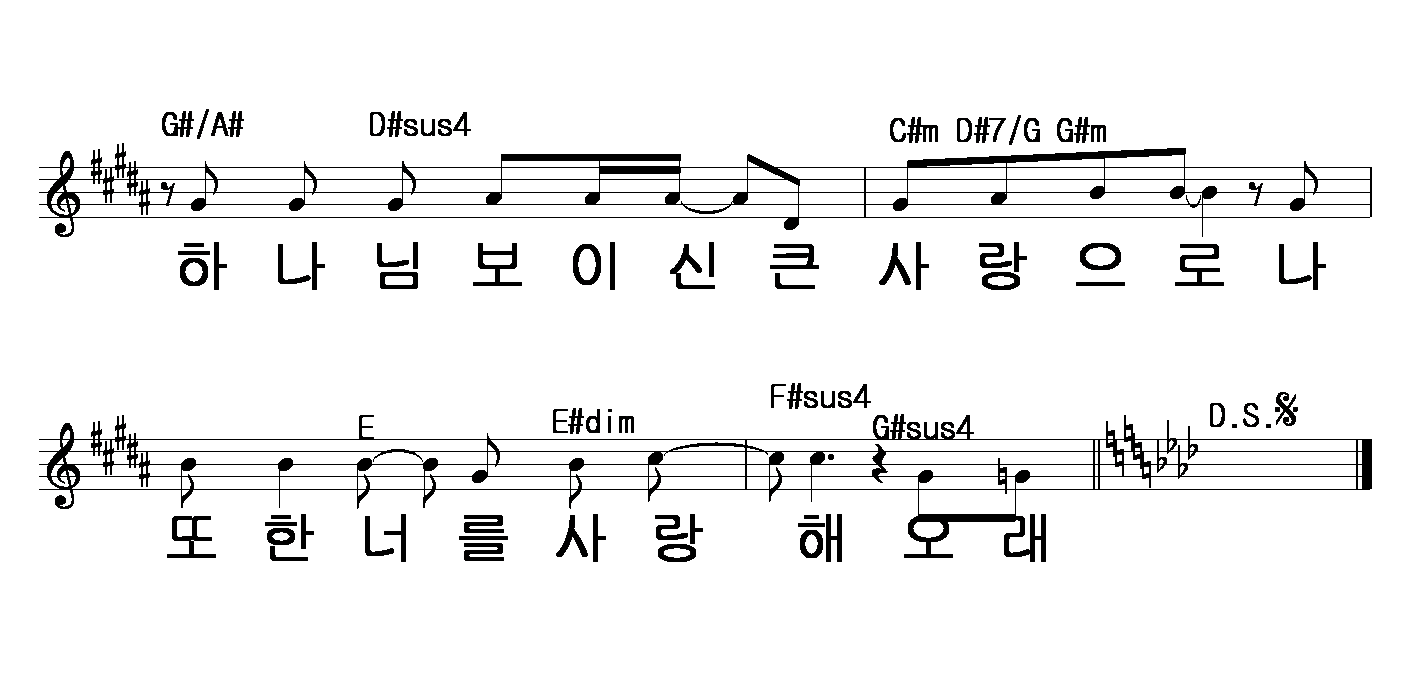 G#/A# D#sus4 C#m D#7/G G#m
하 나 님 보 이 신 큰 사 랑 으 로 나
E E#dim F#sus4 G#sus4 D.S.
또 한 너 를 사 랑 해 오 래